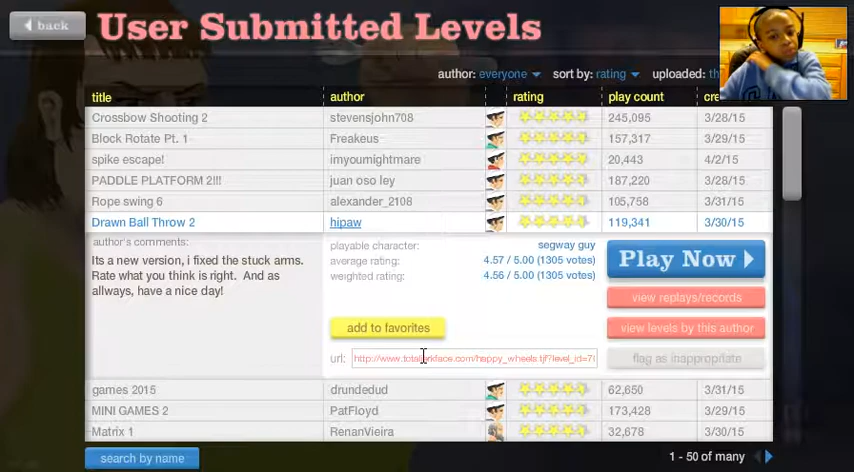 back
User Submitted Levels
author: everyone sort by: rating uploaded:
title author rating play count
Crossbow Shooting 2 stevensjohn708 245,095 3/28/15
Block Rotate Pt. 1 Freakeus 157,317 3/29/15
spike escape! imyoumightmare 20,443 4/2/15
PADDLE PLATFORM 2!!! juan oso ley 187,220 3/28/15
Rope swing 6 alexander_2108 105,758 3/31/15
Drawn Ball Throw 2 hipaw 119,341 3/30/15
author's comments:
Its a new version, i fixed the stuck arms.
Rate what you think is right. And as
allways, have a nice day!
playable character: segway guy
average rating: 4.57 / 5.00 (1305 votes)
weighted rating: 4.56 / 5.00 (1305 votes)
Play Now
view replays/records
add to favorites
view levels by this author
url:
flag as inappropriate
games 2015 drundedud 62,650 3/31/15
MINI GAMES 2 PatFloyd 173,428 3/29/15
Matrix 1 RenanVieira 32,678 3/30/15
search by name
1 - 50 of many